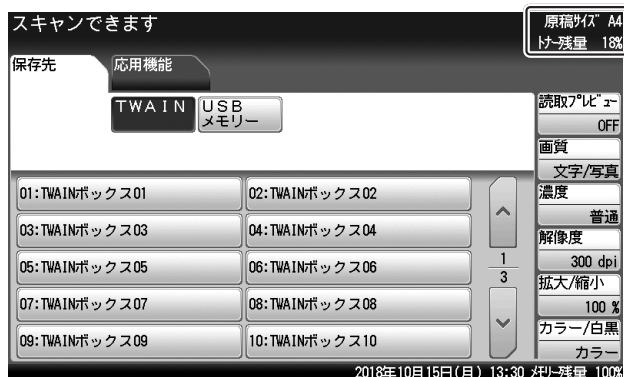 スキャンできます
原稿サイズ A4
トナー残量 18%
保存先
応用機能
TWAIN
USB
メモリー
01:TWAINボックス01
02:TWAINボックス02
03:TWAINボックス03
04:TWAINボックス04
05:TWAINボックス05
06:TWAINボックス06
07:TWAINボックス07
08:TWAINボックス08
09:TWAINボックス09
10:TWAINボックス10
1
3
読取プレビュー
OFF
画質
文字/写真
濃度
普通
解像度
300 dpi
拡大/縮小
100 %
カラー/白黒
カラー
2018年10月15日(月) 13:30 メモリー残量 100%